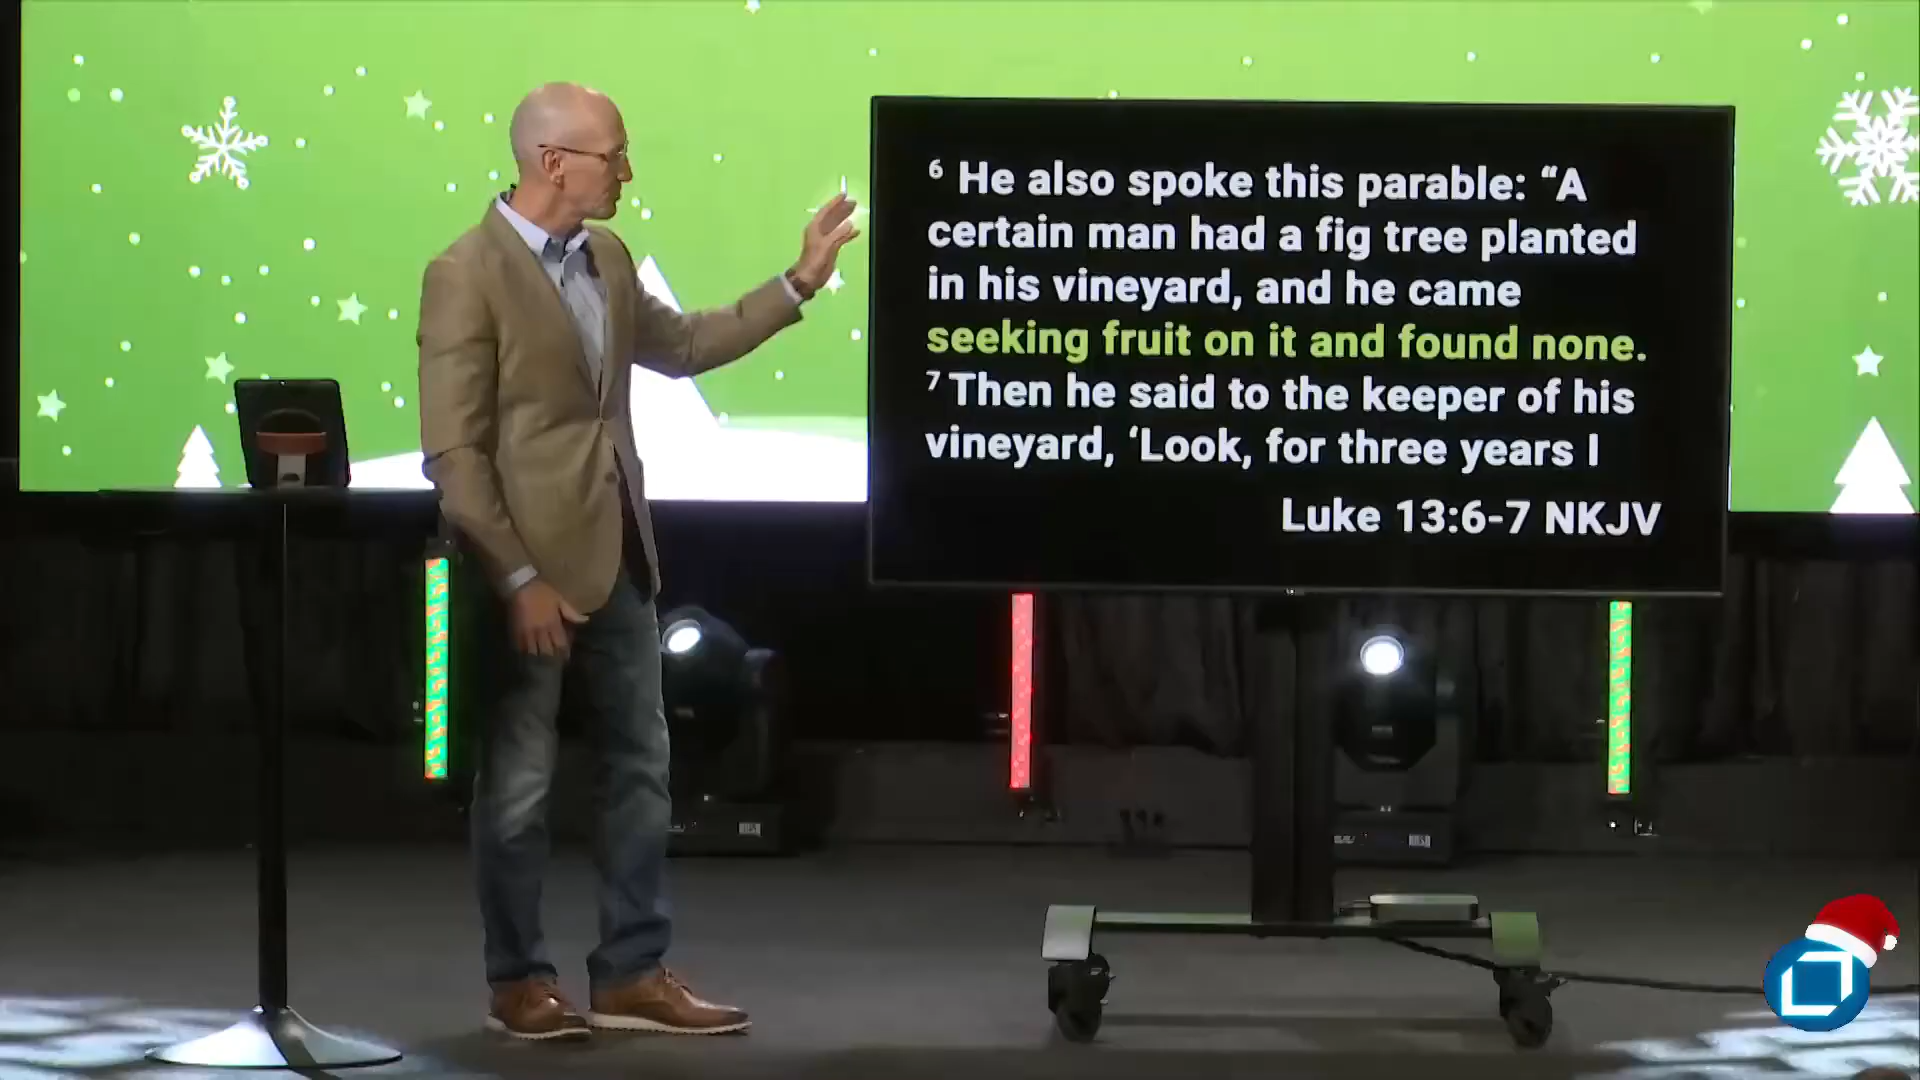 6 He also spoke this parable: “A
certain man had a fig tree planted
in his vineyard, and he came
seeking fruit on it and found none.
7 Then he said to the keeper of his
vineyard, ‘Look, for three years I
Luke 13:6-7 NKJV